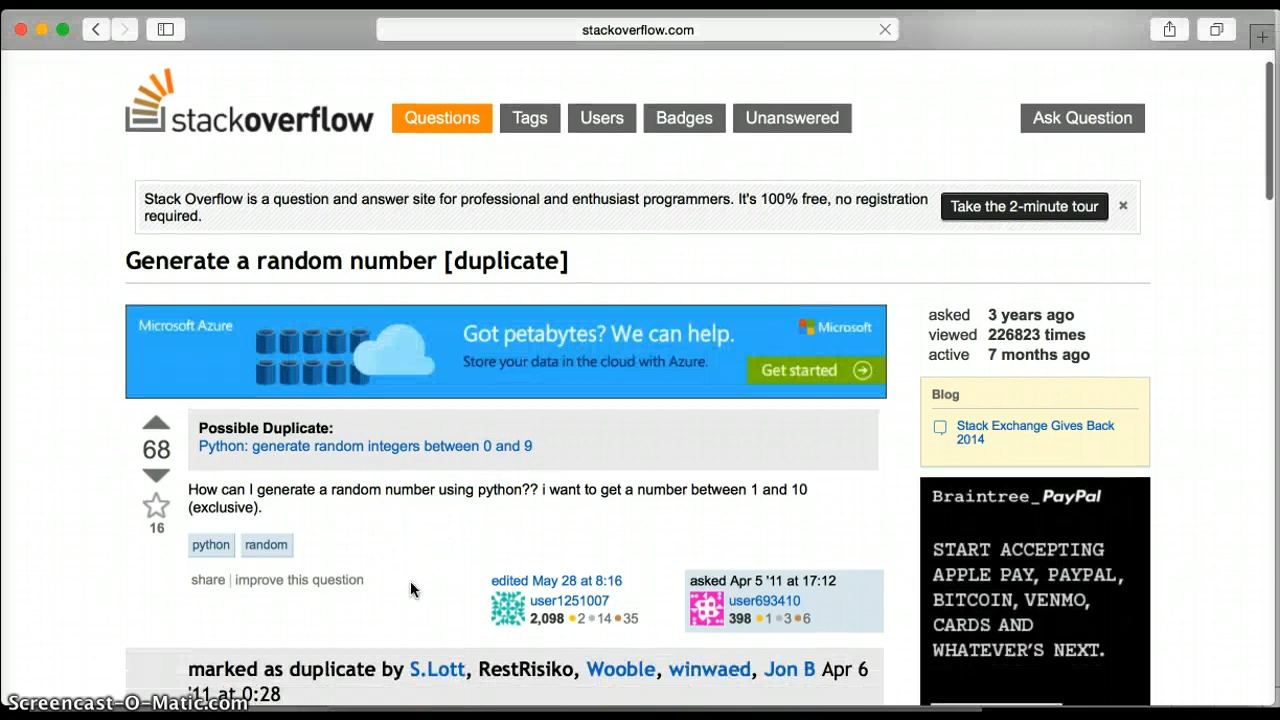 stackoverflow.com
stackoverflow
Questions
Tags
Users
Badges
Unanswered
Ask Question
Stack Overflow is a question and answer site for professional and enthusiast programmers. It's 100% free, no registration
required.
Take the 2-minute tour
×
Generate a random number [duplicate]
Microsoft Azure
Got petabytes? We can help.
Store your data in the cloud with Azure.
Microsoft
Get started
asked 3 years ago
viewed 226823 times
active 7 months ago
Blog
Stack Exchange Gives Back
2014
68
Possible Duplicate:
Python: generate random integers between 0 and 9
How can I generate a random number using python?? i want to get a number between 1 and 10
(exclusive).
16
python
random
share | improve this question
edited May 28 at 8:16
user1251007
2,098 ●2 ●14 ●35
asked Apr 5 '11 at 17:12
user693410
398 ●1 ●3 ●6
Braintree_PayPal
START ACCEPTING
APPLE PAY, PAYPAL,
BITCOIN, VENMO,
CARDS AND
WHATEVER'S NEXT.
marked as duplicate by S.Lott, RestRisiko, Wooble, winwaed, Jon B Apr 6
'11 at 0:28
Screencast-O-Matic.com